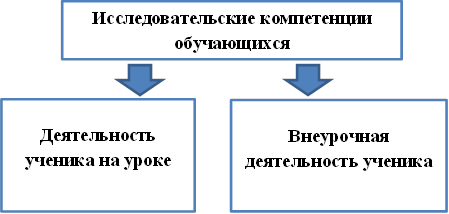 Исследовательские компетенции
обучающихся
Деятельность
ученика на уроке
Внеурочная
деятельность ученика